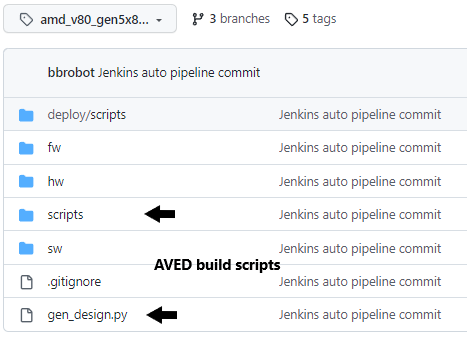 amd_v80_gen5x8... 3 branches 5 tags
bbrobot Jenkins auto pipeline commit
deploy/scripts Jenkins auto pipeline commit
fw Jenkins auto pipeline commit
hw Jenkins auto pipeline commit
scripts Jenkins auto pipeline commit
sw Jenkins auto pipeline commit
AVED build scripts
.gitignore Jenkins auto pipeline commit
gen_design.py Jenkins auto pipeline commit